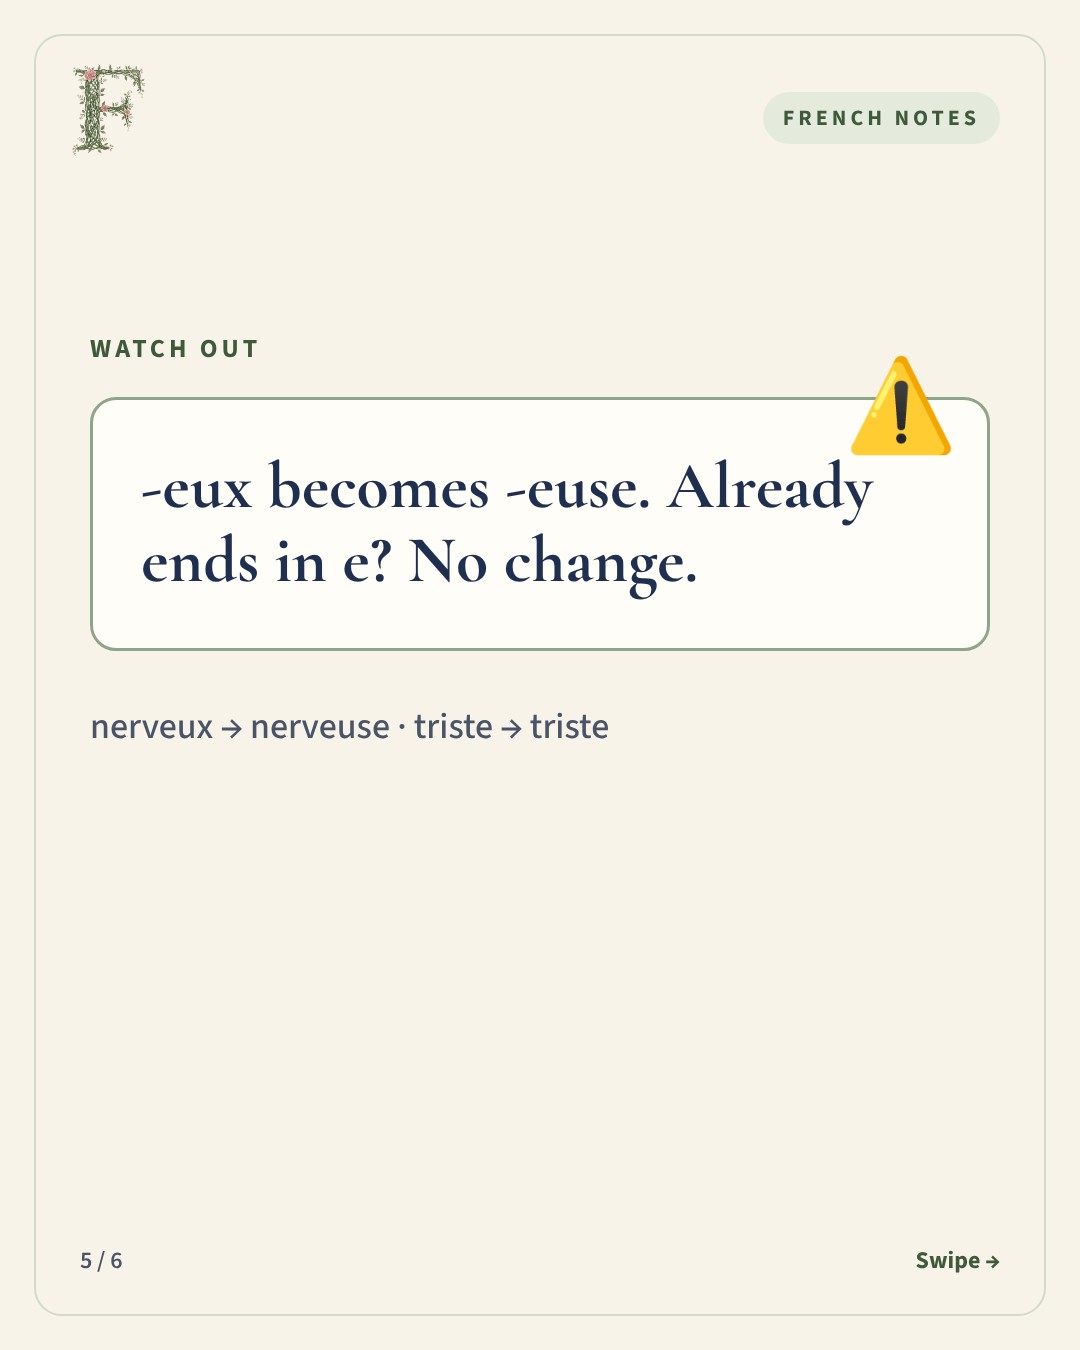 F
FRENCH NOTES
WATCH OUT
-eux becomes -euse. Already
ends in e? No change.
nerveux → nerveuse · triste → triste
5 / 6
Swipe →